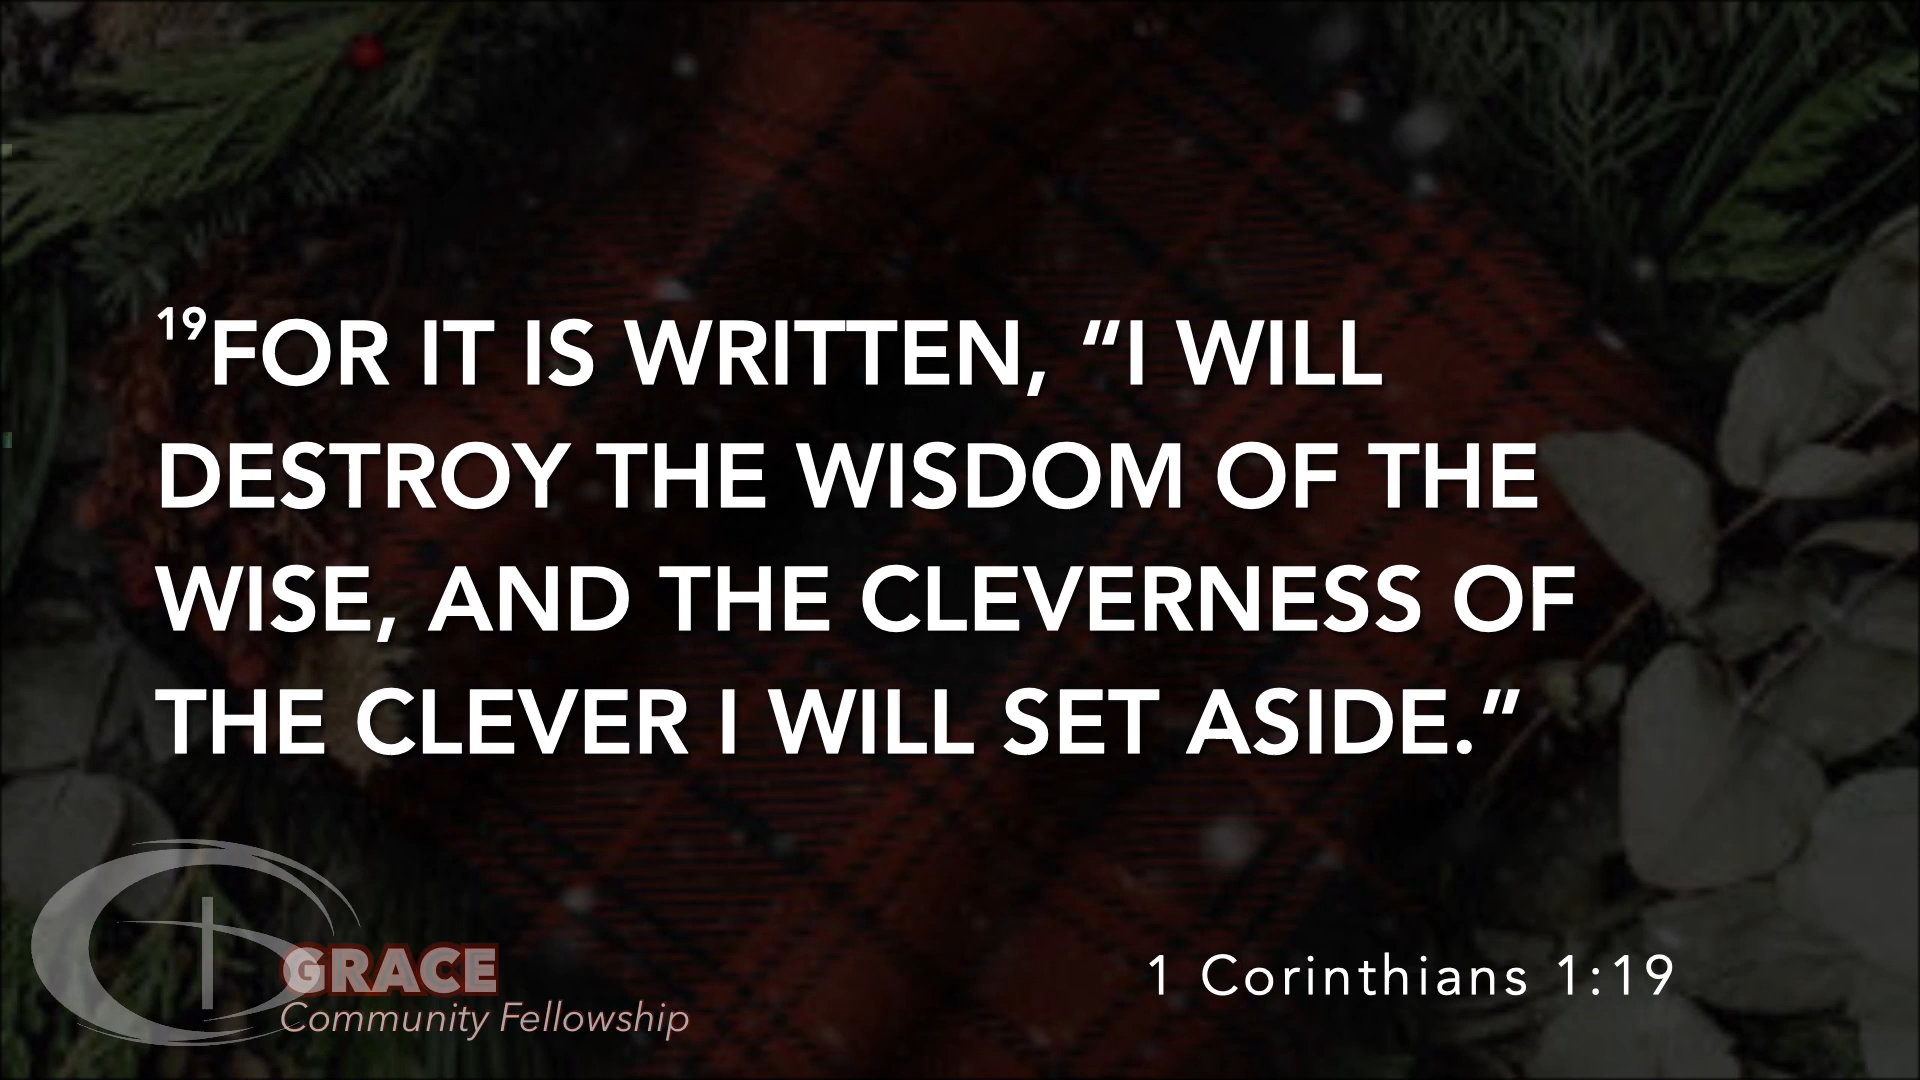 ¹⁹FOR IT IS WRITTEN, “I WILL
DESTROY THE WISDOM OF THE
WISE, AND THE CLEVERNESS OF
THE CLEVER I WILL SET ASIDE.”
GRACE
Community Fellowship
1 Corinthians 1:19